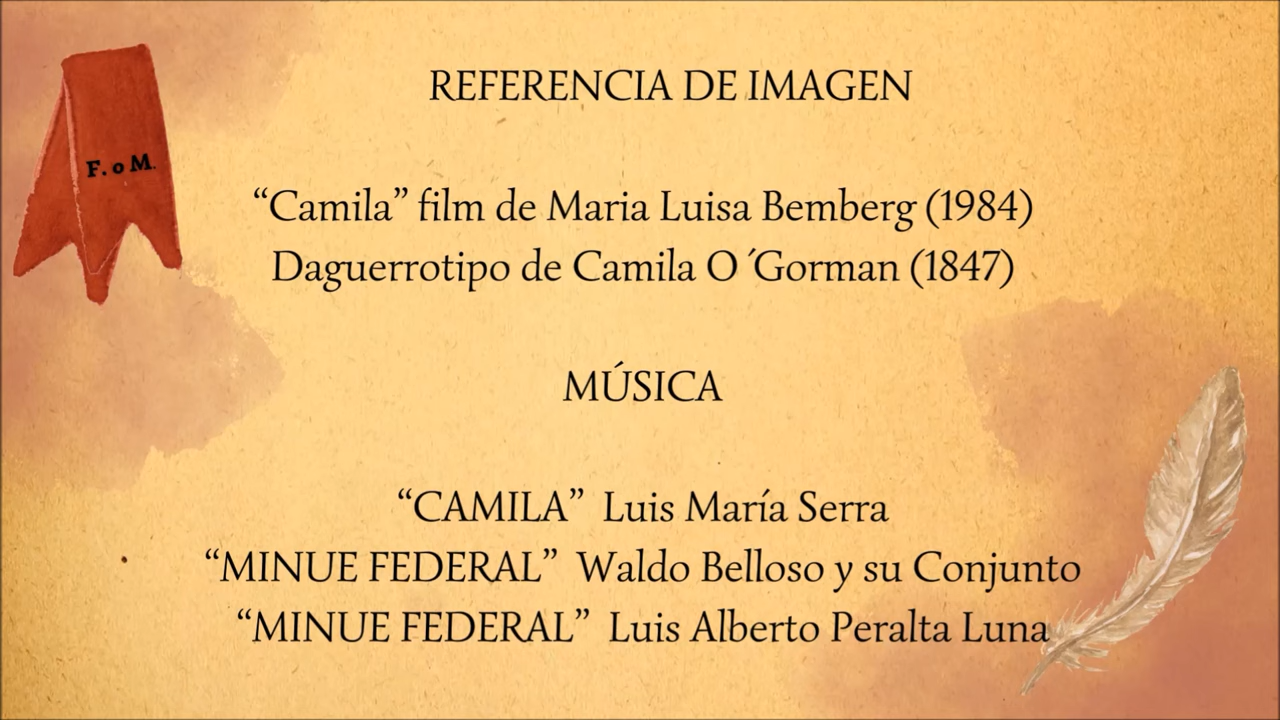 REFERENCIA DE IMAGEN
F. o M.
“Camila” film de Maria Luisa Bemberg (1984)
Daguerrotipo de Camila O ´Gorman (1847)
MÚSICA
“CAMILA” Luis María Serra
“MINUE FEDERAL” Waldo Belloso y su Conjunto
“MINUE FEDERAL” Luis Alberto Peralta Luna